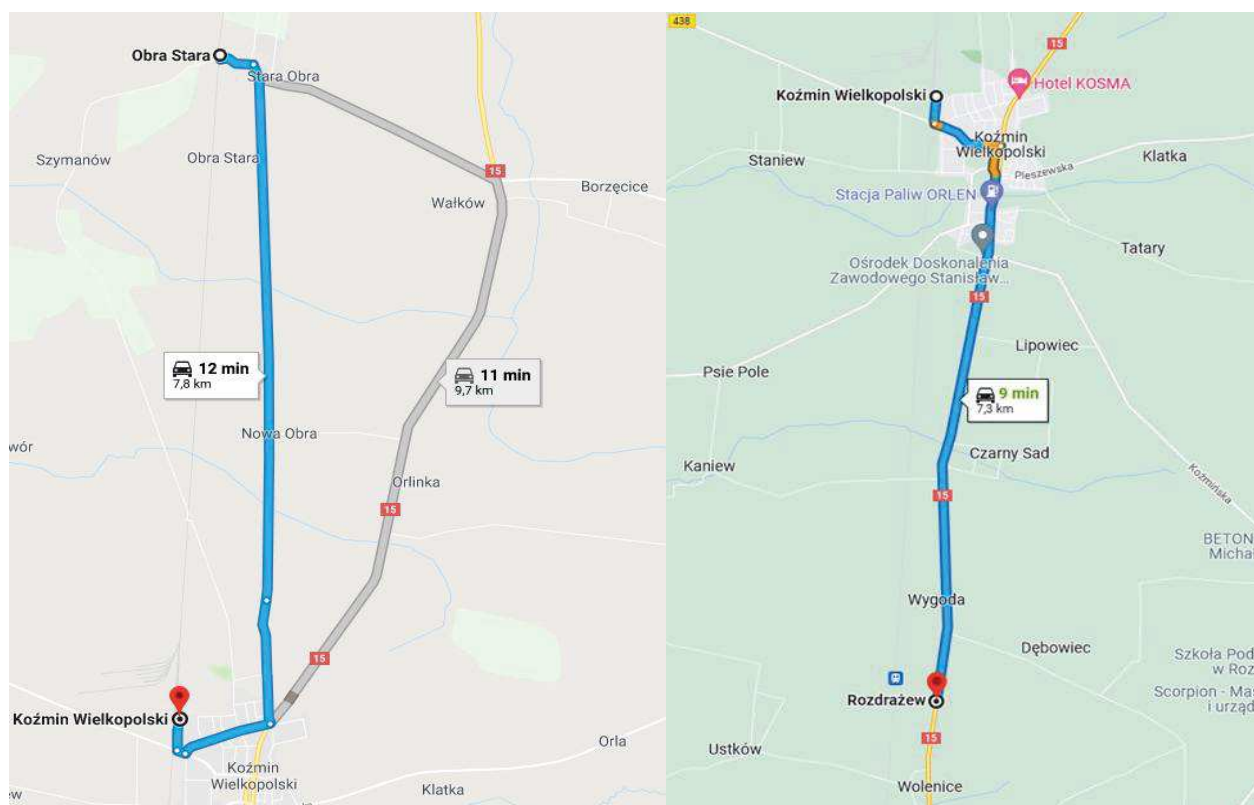 Obra Stara
Stara Obra
Szymanów
Obra Stara
15
Borzęcice
Wałków
12 min
7,8 km
11 min
9,7 km
Nowa Obra
wór
Orlinka
15
15
Koźmin Wielkopolski
Koźmin
Wielkopolski
Orla
Klatka
ew
438
15
Hotel KOSMA
Koźmin Wielkopolski
Koźmin
Wielkopolski
Klatka
Staniew
Pleszewska
Stacja Paliw ORLEN
Tatary
Ośrodek Doskonalenia
Zawodowego Stanisław...
15
Lipowiec
Psie Pole
9 min
7,3 km
Czarny Sad
Kaniew
Koźmińska
15
BETON
Micha
Wygoda
Dębowiec
Szkoła Pod
w Roz
Rozdrażew
Scorpion - Mas
i urząd
15
Ustków
Wolenice